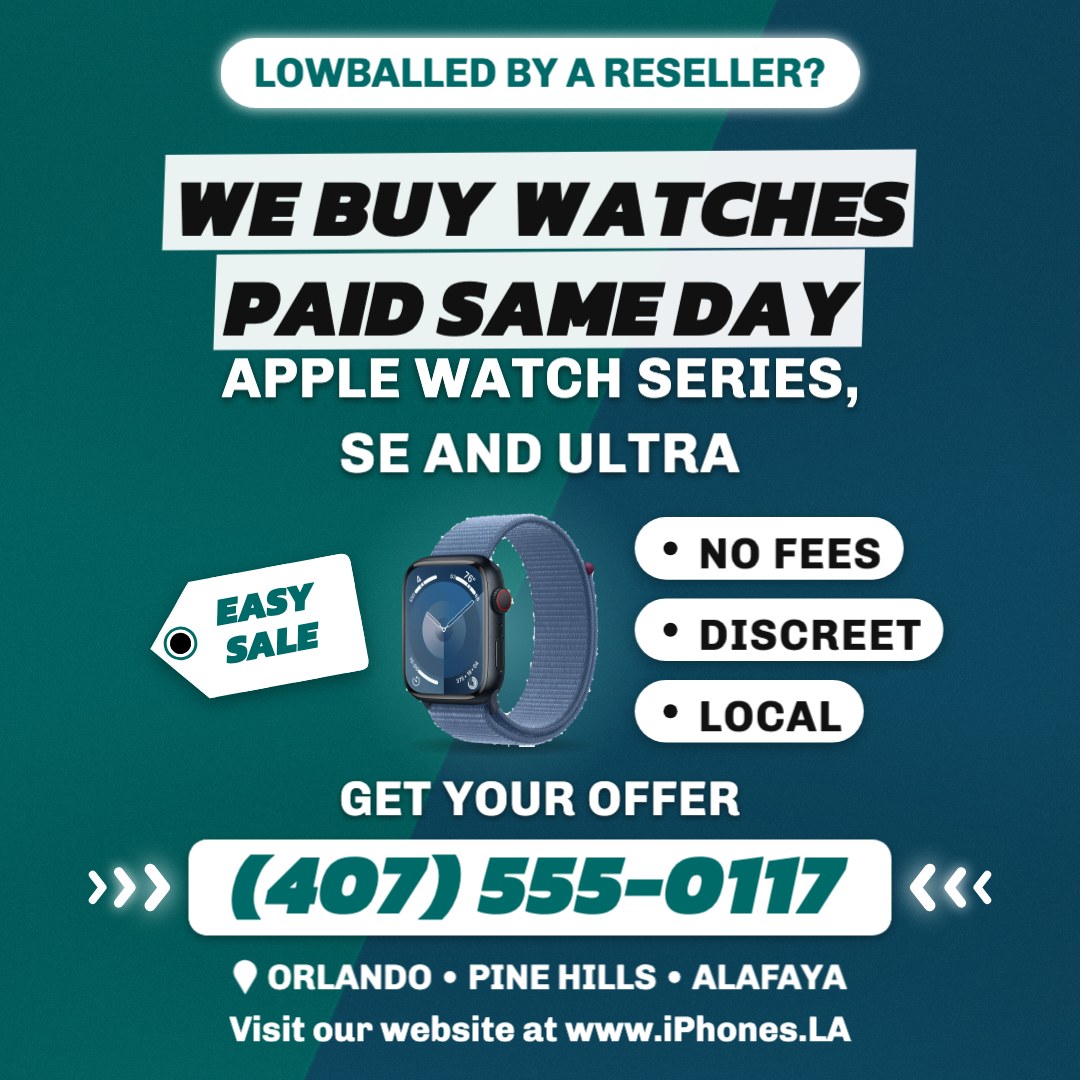 LOWBALLED BY A RESELLER?
WE BUY WATCHES
PAID SAME DAY
APPLE WATCH SERIES,
SE AND ULTRA
EASY
SALE
• NO FEES
• DISCREET
• LOCAL
GET YOUR OFFER
(407) 555-0117
ORLANDO • PINE HILLS • ALAFAYA
Visit our website at www.iPhones.LA